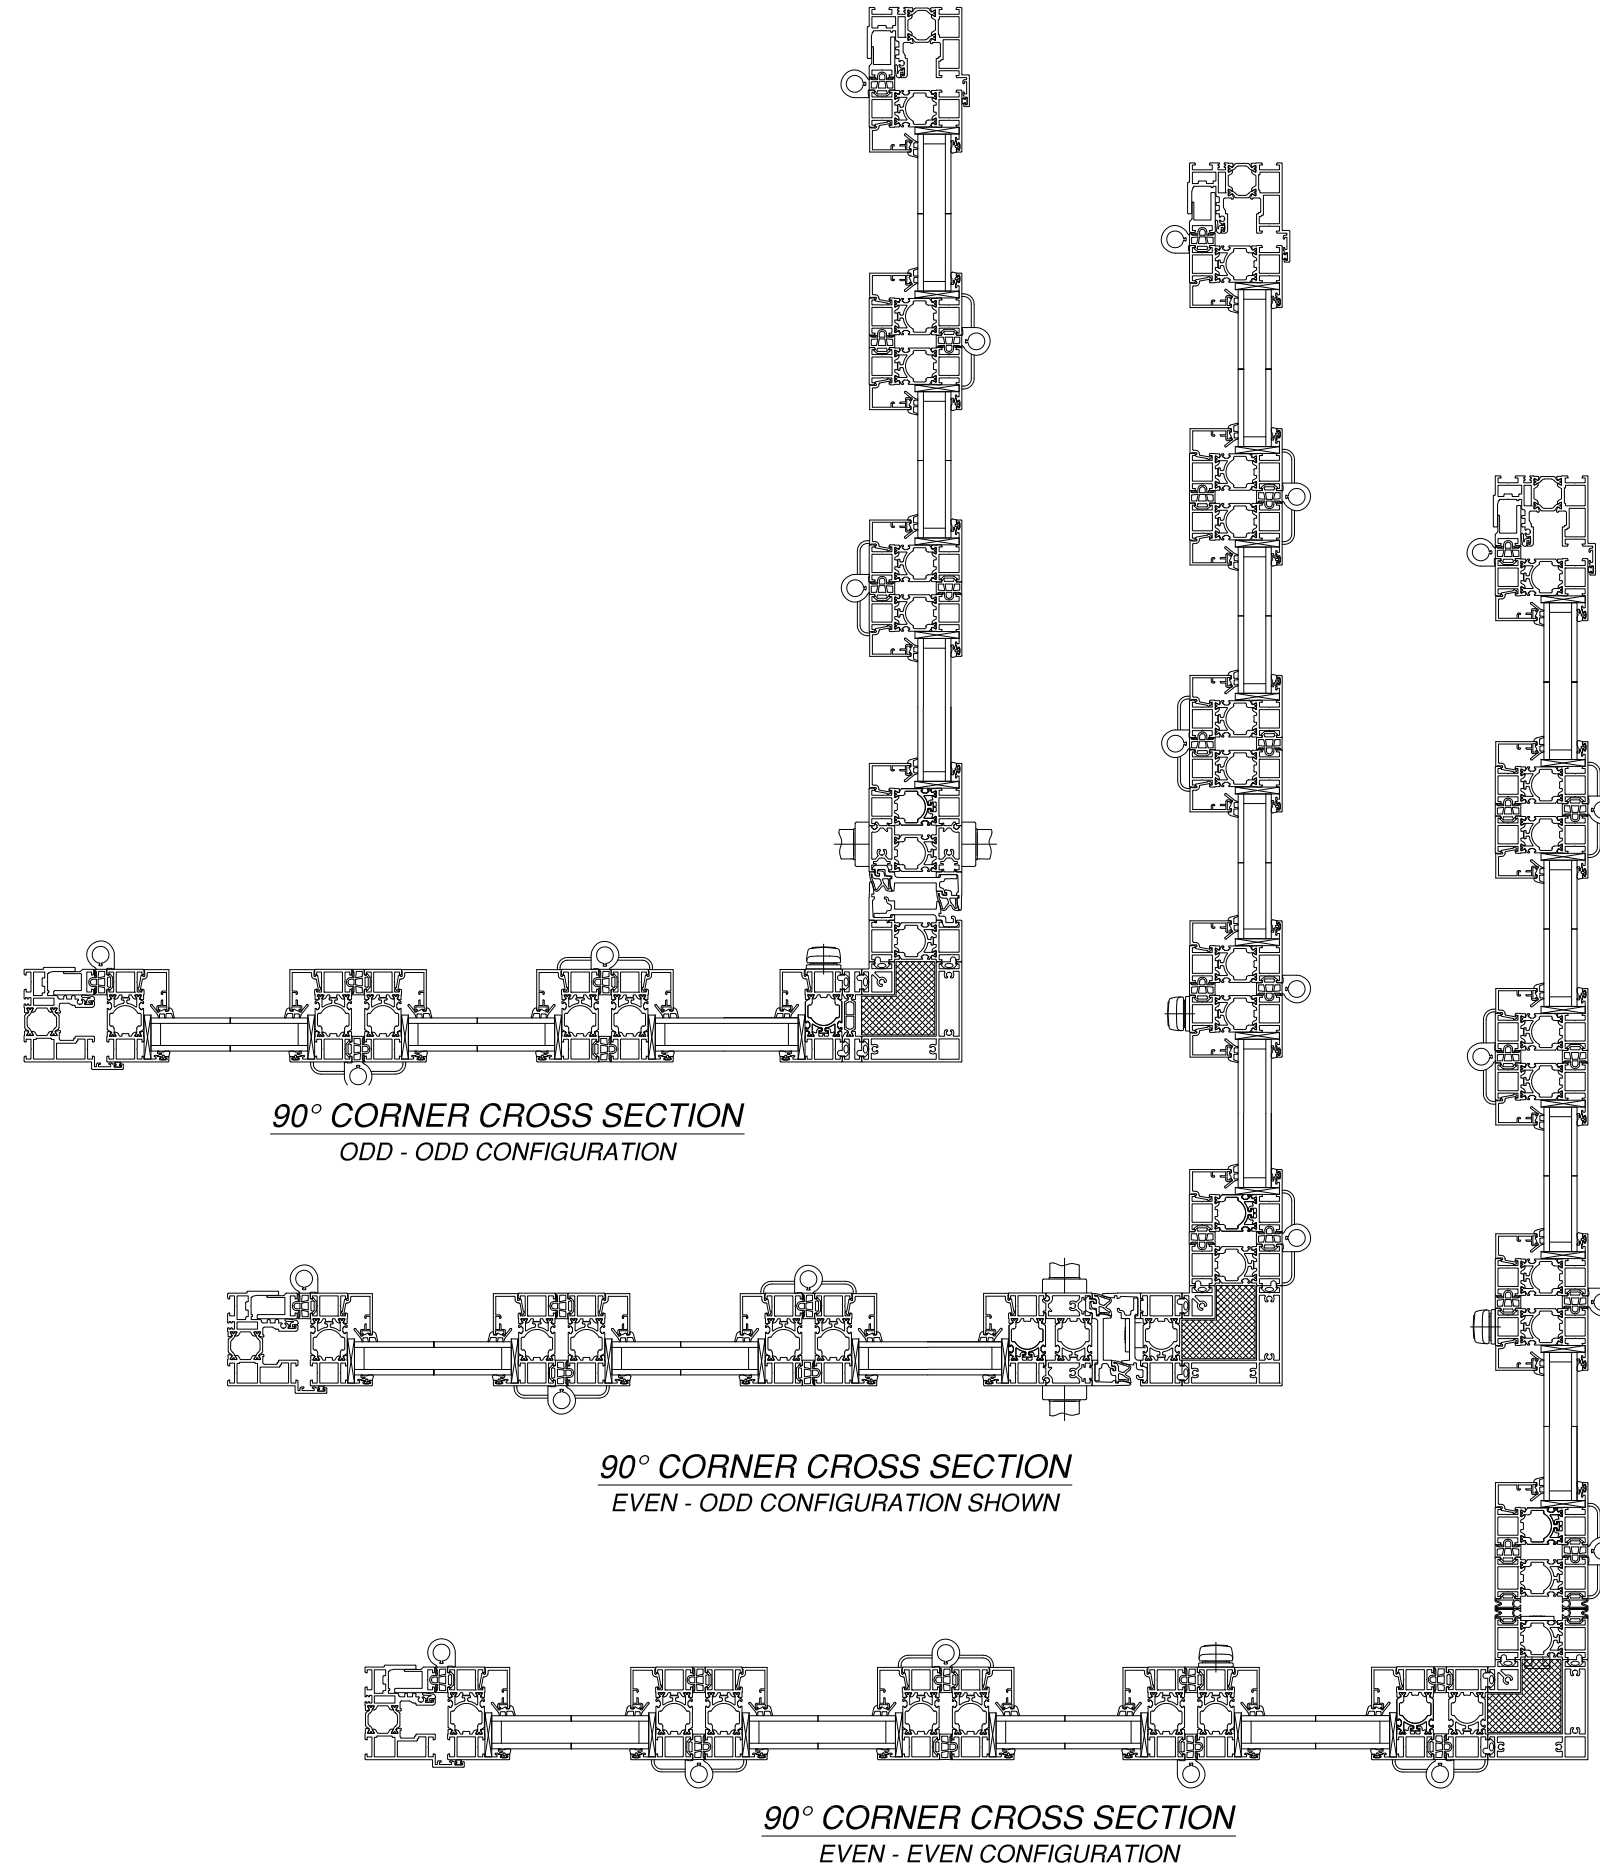 90° CORNER CROSS SECTION
ODD - ODD CONFIGURATION
90° CORNER CROSS SECTION
EVEN - ODD CONFIGURATION SHOWN
90° CORNER CROSS SECTION
EVEN - EVEN CONFIGURATION